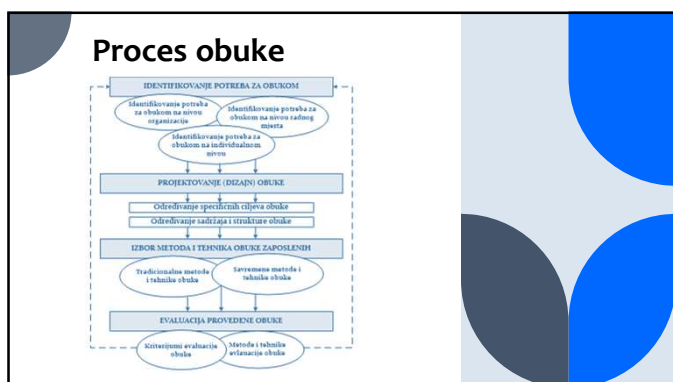 Proces obuke
IDENTIFIKOVANJE POTREBA ZA OBUKOM
Identifikovanje potreba
za obukom na nivou
organizacije
Identifikovanje potreba
za obukom na nivou radnog
mjesta
Identifikovanje potreba za
obukom na individualnom
nivou
PROJEKTOVANJE (DIZAJN) OBUKE
Određivanje specifičnih ciljeva obuke
Određivanje sadržaja i strukture obuke
IZBOR METODA I TEHNIKA OBUKE ZAPOSLENIH
Tradicionalne metode
i tehnike obuke
Savremene metode i
tehnike obuke
EVALUACIJA PROVEDENE OBUKE
Kriterijumi evaluacije
obuke
Metode i tehnike
evlauacije obuke